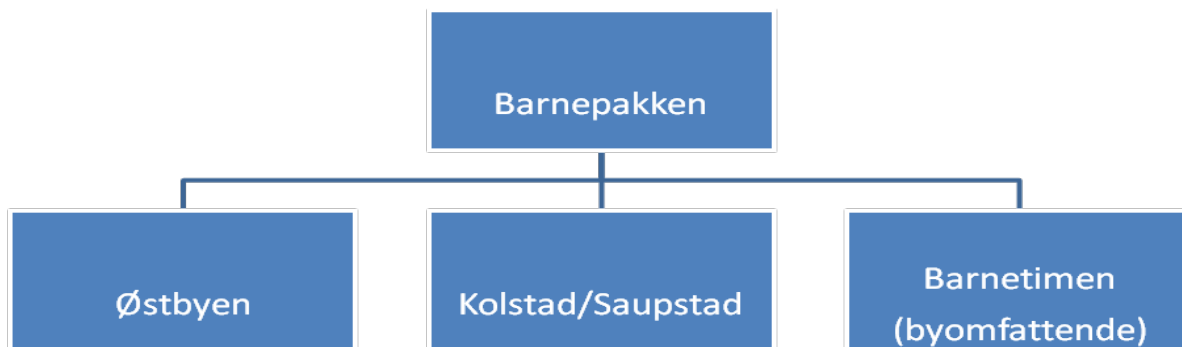 Barnepakken
Østbyen
Kolstad/Saupstad
Barnetimen
(byomfattende)